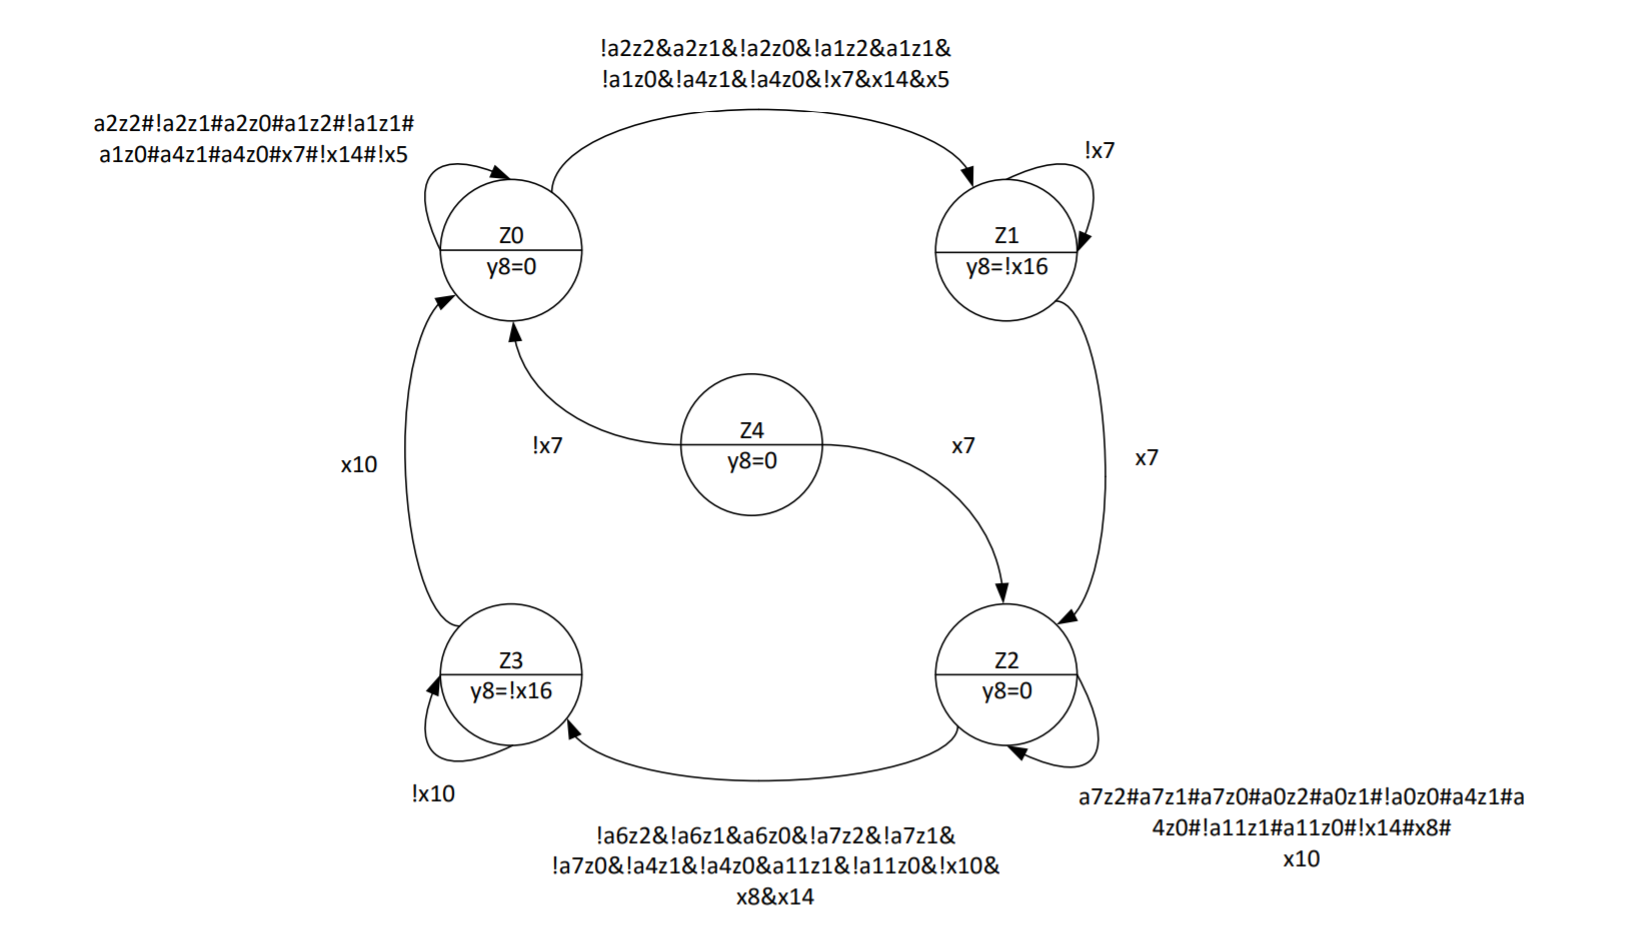 !a2z2&a2z1&!a2z0&!a1z2&a1z1&
!a1z0&!a4z1&!a4z0&!x7&x14&x5
a2z2#!a2z1#a2z0#a1z2#!a1z1#
a1z0#a4z1#a4z0#x7#!x14#!x5
!x7
Z0
y8=0
Z1
y8=!x16
Z4
y8=0
!x7
x7
x10
x7
Z3
y8=!x16
Z2
y8=0
!x10
a7z2#a7z1#a7z0#a0z2#a0z1#!a0z0#a4z1#a
4z0#!a11z1#a11z0#!x14#x8#
x10
!a6z2&!a6z1&a6z0&!a7z2&!a7z1&
!a7z0&!a4z1&!a4z0&a11z1&!a11z0&!x10&
x8&x14